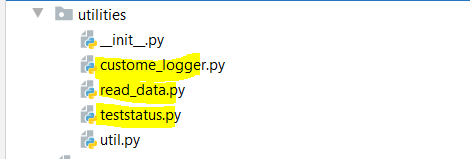 utilities
__init__.py
custome_logger.py
read_data.py
teststatus.py
util.py